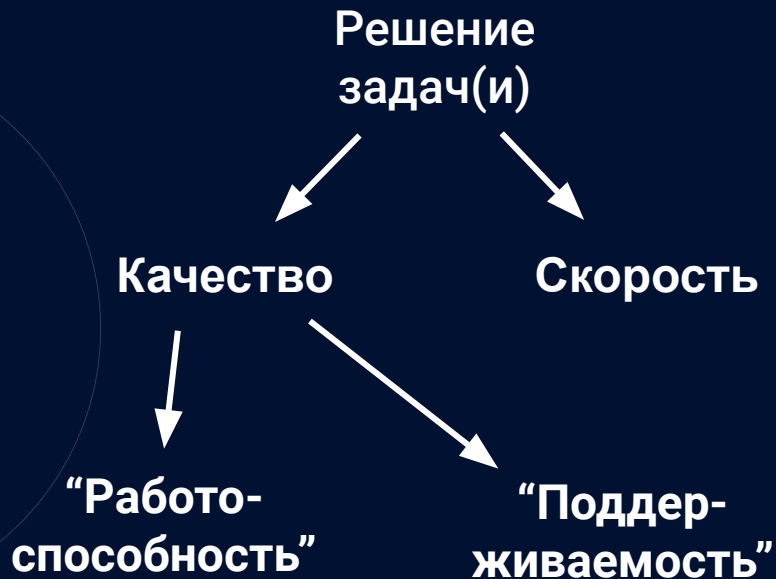 Решение
задач(и)
Качество
Скорость
“Работо-
способность”
“Поддер-
живаемость”